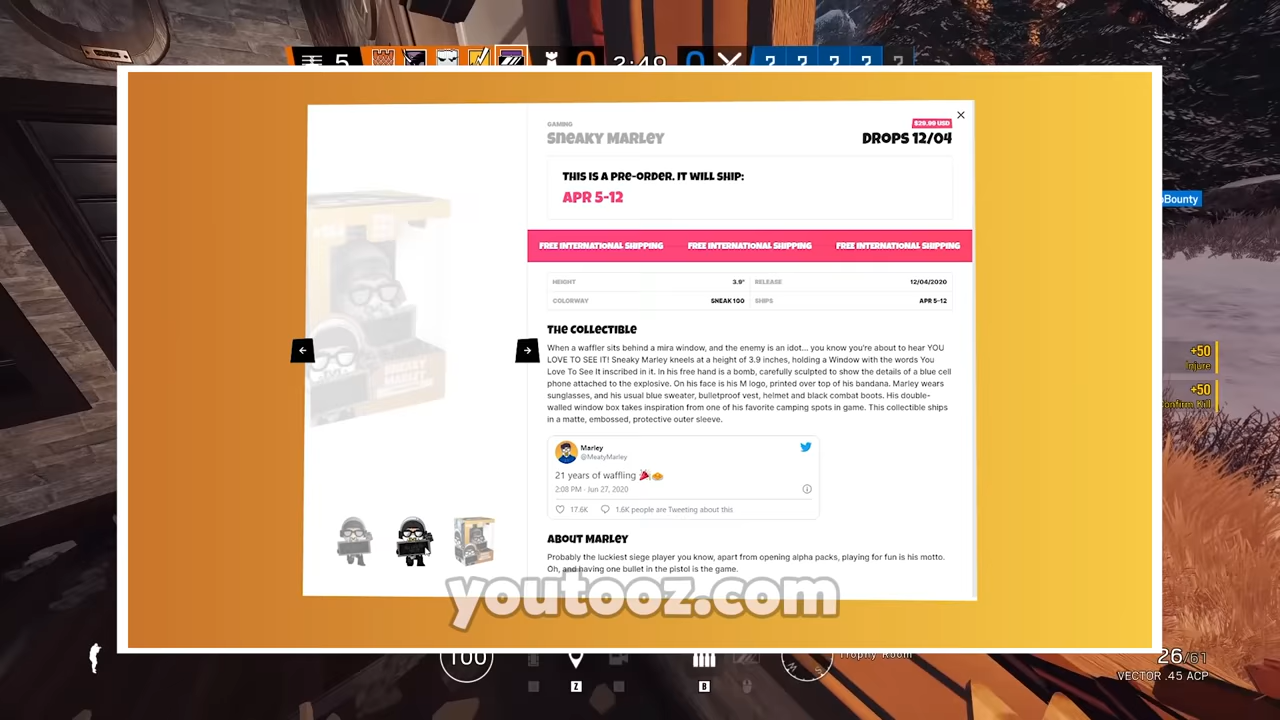 5
0
2:49
0
? ? ? ? ?
GAMING
$29.99 USD
SNEAKY MARLEY
DROPS 12/04
THIS IS A PRE-ORDER. IT WILL SHIP:
APR 5-12
Bounty
FREE INTERNATIONAL SHIPPING FREE INTERNATIONAL SHIPPING FREE INTERNATIONAL SHIPPING
HEIGHT 3.9" RELEASE 12/04/2020
COLORWAY SNEAK 100 SHIPS APR 5-12
THE COLLECTIBLE
When a waffler sits behind a mira window, and the enemy is an idot... you know you're about to hear YOU
LOVE TO SEE IT! Sneaky Marley kneels at a height of 3.9 inches, holding a Window with the words You
Love To See It inscribed in it. In his free hand is a bomb, carefully sculpted to show the details of a blue cell
phone attached to the explosive. On his face is his M logo, printed over top of his bandana. Marley wears
sunglasses, and his usual blue sweater, bulletproof vest, helmet and black combat boots. His double-
walled window box takes inspiration from one of his favorite camping spots in game. This collectible ships
in a matte, embossed, protective outer sleeve.
+50
Injure
+50
Confirm Kill
Marley
@MeatyMarley
21 years of waffling
2:08 PM · Jun 27, 2020
17.6K 1.6K people are Tweeting about this
ABOUT MARLEY
Probably the luckiest siege player you know, apart from opening alpha packs, playing for fun is his motto.
Oh, and having one bullet in the pistol is the game.
youtooz.com
100
Trophy Room
26/61
VECTOR .45 ACP
Z
B